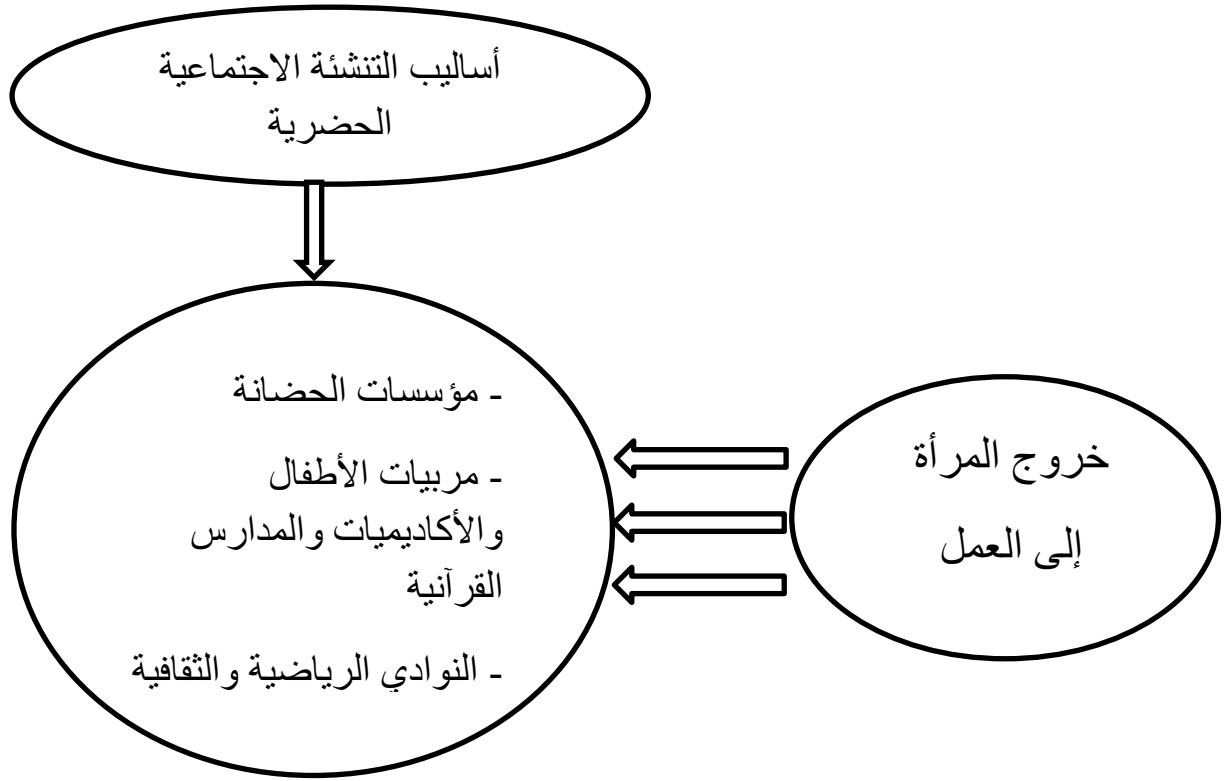 أساليب التنشئة الاجتماعية
الحضرية
- مؤسسات الحضانة
- مربيات الأطفال
والأكاديميات والمدارس
القرآنية
- النوادي الرياضية والثقافية
خروج المرأة
إلى العمل